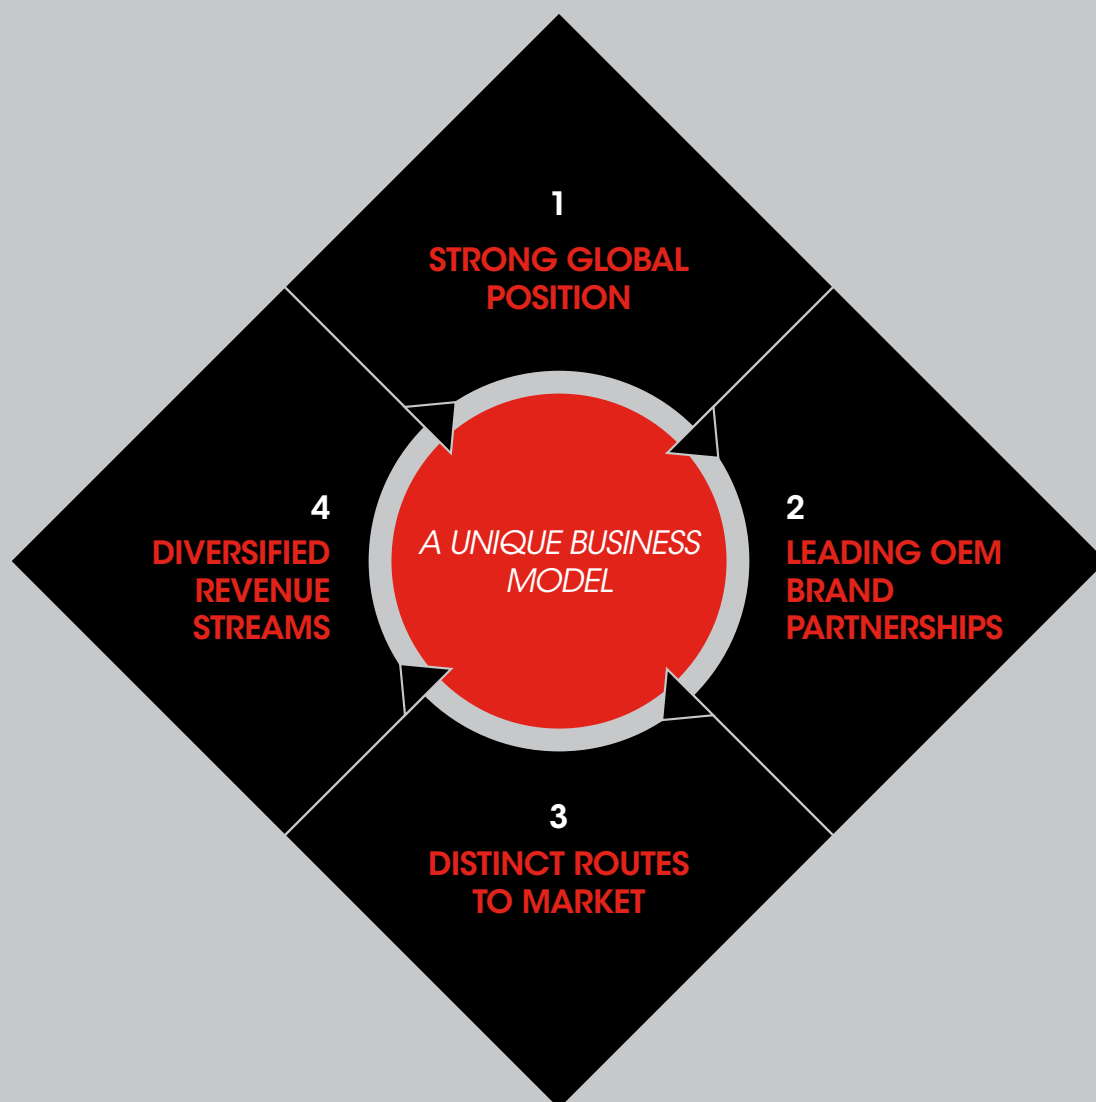 1
STRONG GLOBAL
POSITION
2
LEADING OEM
BRAND
PARTNERSHIPS
3
DISTINCT ROUTES
TO MARKET
4
DIVERSIFIED
REVENUE
STREAMS
A UNIQUE BUSINESS
MODEL